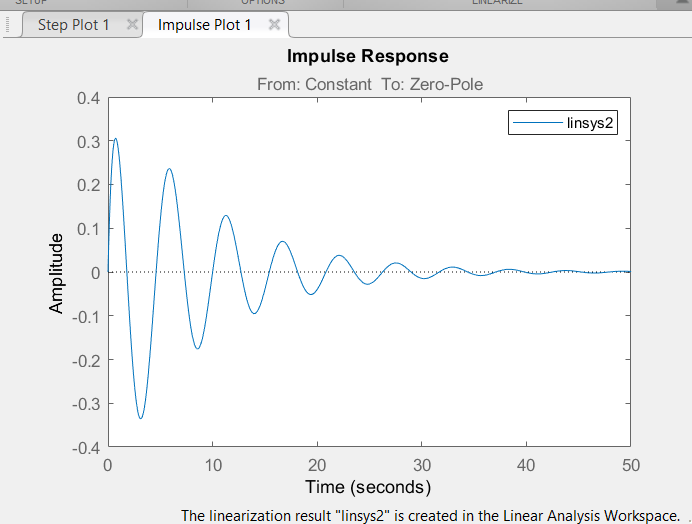 SETUP OPTIONS LINEARIZE
Step Plot 1 Impulse Plot 1
Impulse Response
From: Constant To: Zero-Pole
linsys2
Amplitude
0.4
0.3
0.2
0.1
0
-0.1
-0.2
-0.3
-0.4
0 10 20 30 40 50
Time (seconds)
The linearization result "linsys2" is created in the Linear Analysis Workspace.